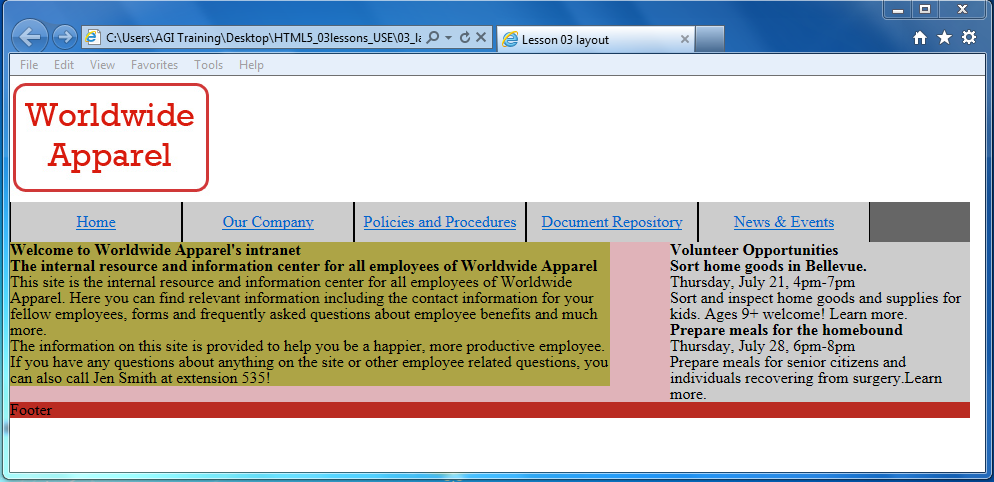 C:\Users\AGI Training\Desktop\HTML5_03lessons_USE\03_la
Lesson 03 layout
File Edit View Favorites Tools Help
Worldwide
Apparel
Home Our Company Policies and Procedures Document Repository News & Events
Welcome to Worldwide Apparel's intranet
The internal resource and information center for all employees of Worldwide Apparel
This site is the internal resource and information center for all employees of Worldwide
Apparel. Here you can find relevant information including the contact information for your
fellow employees, forms and frequently asked questions about employee benefits and much
more.
The information on this site is provided to help you be a happier, more productive employee.
If you have any questions about anything on the site or other employee related questions, you
can also call Jen Smith at extension 535!
Volunteer Opportunities
Sort home goods in Bellevue.
Thursday, July 21, 4pm-7pm
Sort and inspect home goods and supplies for
kids. Ages 9+ welcome! Learn more.
Prepare meals for the homebound
Thursday, July 28, 6pm-8pm
Prepare meals for senior citizens and
individuals recovering from surgery.Learn
more.
Footer